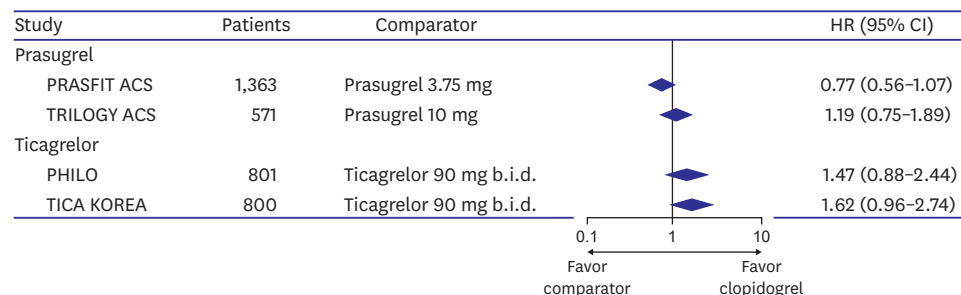 Study Patients Comparator HR (95% CI)
Prasugrel
PRASFIT ACS 1,363 Prasugrel 3.75 mg 0.77 (0.56–1.07)
TRILOGY ACS 571 Prasugrel 10 mg 1.19 (0.75–1.89)
Ticagrelor
PHILO 801 Ticagrelor 90 mg b.i.d. 1.47 (0.88–2.44)
TICA KOREA 800 Ticagrelor 90 mg b.i.d. 1.62 (0.96–2.74)
0.1 1 10
Favor Favor
comparator clopidogrel